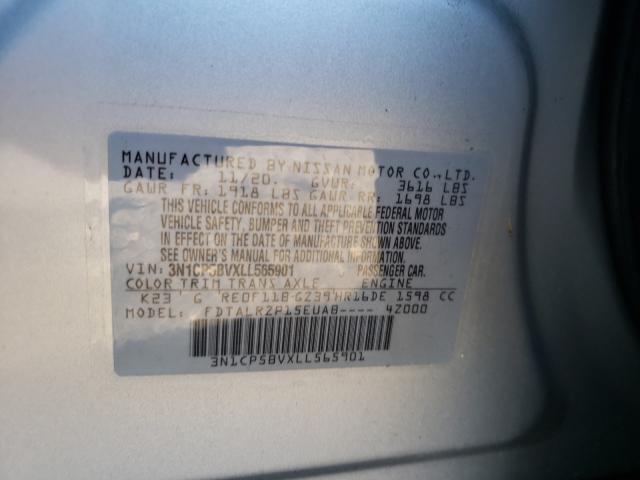 MANUFACTURED BY NISSAN MOTOR CO.,LTD.
DATE: 11/20. GVWR: 3616 LBS
GAWR FR: 1918 LBS GAWR RR: 1698 LBS
THIS VEHICLE CONFORMS TO ALL APPLICABLE FEDERAL MOTOR
VEHICLE SAFETY, BUMPER AND THEFT PREVENTION STANDARDS
IN EFFECT ON THE DATE OF MANUFACTURE SHOWN ABOVE.
SEE OWNER'S MANUAL FOR ADDITIONAL INFORMATION.
VIN: 3N1CP5BVXLL565901 PASSENGER CAR.
COLOR TRIM TRANS AXLE ENGINE
K23 G RE0F11B-GZ39 HR16DE 1598 CC
MODEL: FDTALRZP15EUAB---- 42000
3N1CP5BVXLL565901